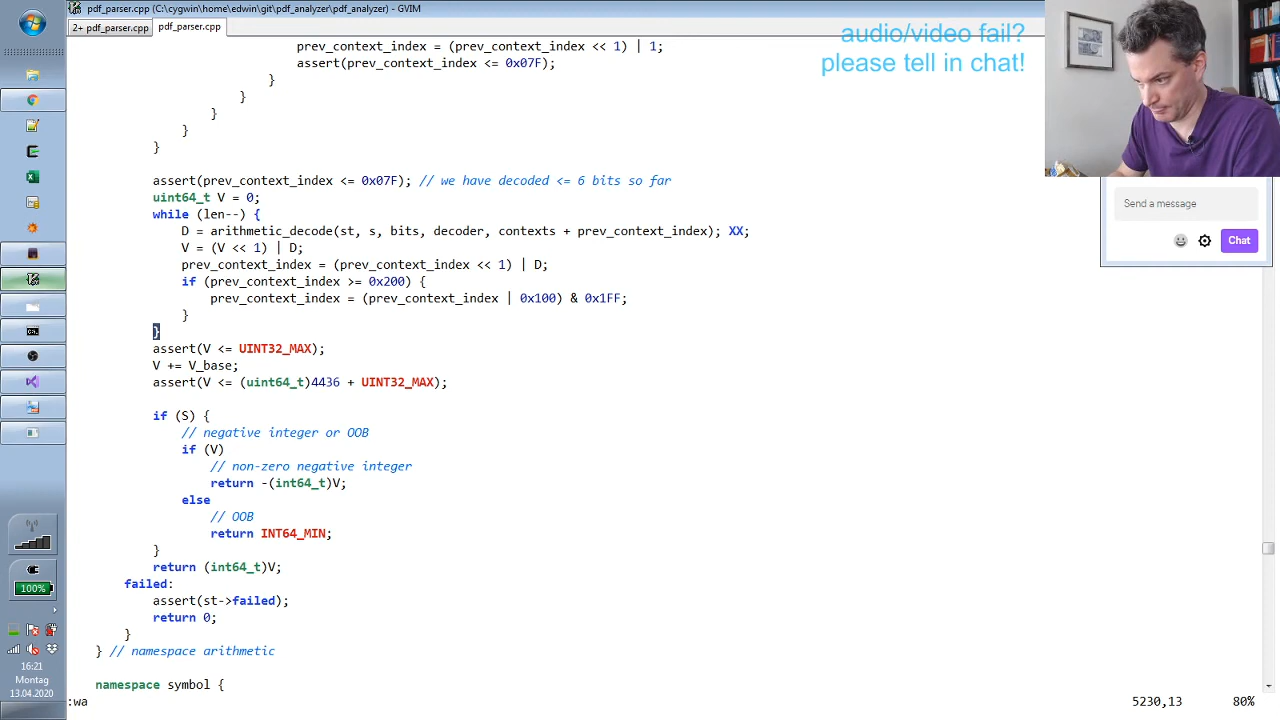 pdf_parser.cpp (C:\cygwin\home\edwin\git\pdf_analyzer\pdf_analyzer) - GVIM
2+ pdf_parser.cpp pdf_parser.cpp
audio/video fail?
please tell in chat!
prev_context_index = (prev_context_index << 1) | 1;
assert(prev_context_index <= 0x07F);
}
}
}
}
}
assert(prev_context_index <= 0x07F); // we have decoded <= 6 bits so far
uint64_t V = 0;
while (len--) {
D = arithmetic_decode(st, s, bits, decoder, contexts + prev_context_index); XX;
V = (V << 1) | D;
prev_context_index = (prev_context_index << 1) | D;
if (prev_context_index >= 0x200) {
prev_context_index = (prev_context_index | 0x100) & 0x1FF;
}
}
assert(V <= UINT32_MAX);
V += V_base;
assert(V <= (uint64_t)4436 + UINT32_MAX);
if (S) {
// negative integer or OOB
if (V)
// non-zero negative integer
return -(int64_t)V;
else
// OOB
return INT64_MIN;
}
return (int64_t)V;
failed:
assert(st->failed);
return 0;
}
} // namespace arithmetic
namespace symbol {
:wa
5230,13 80%
Send a message
Chat
100%
16:21
Montag
13.04.2020